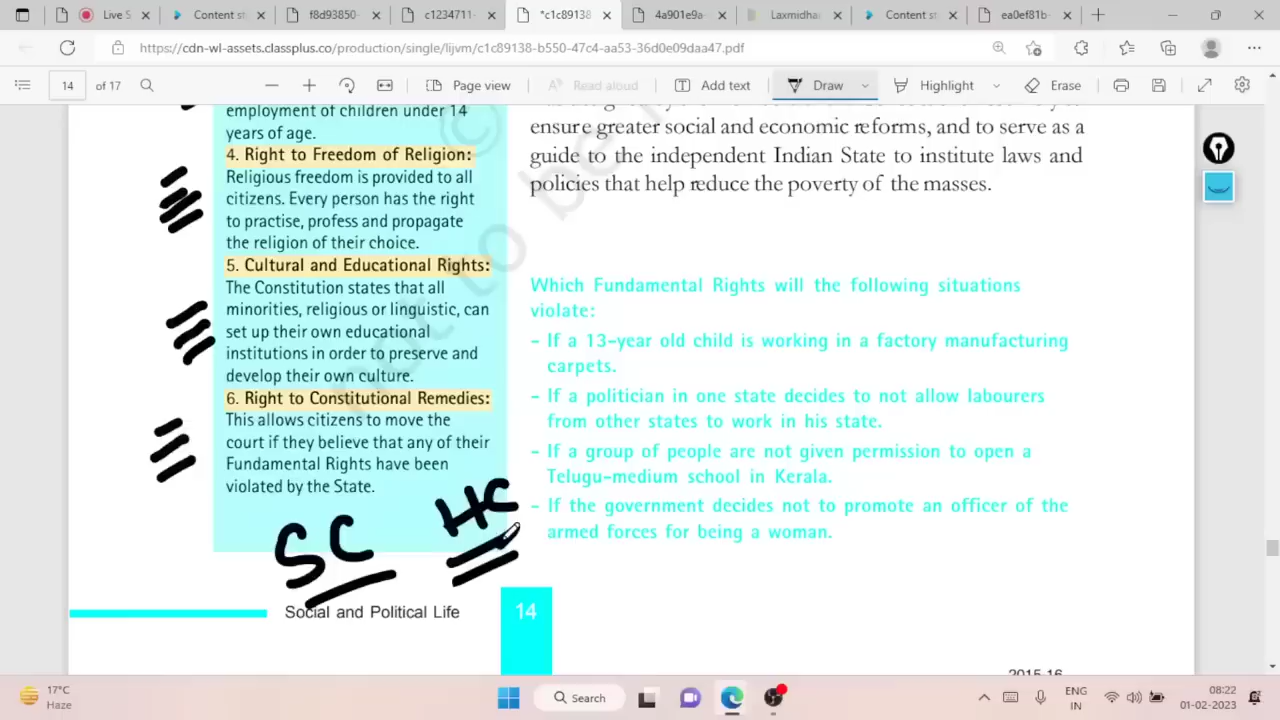 Live S
Content st
f8d93850-
c1234711-
*c1c89138
4a901e9a-
Laxmidha
Content st
ea0ef81b-
https://cdn-wl-assets.classplus.co/production/single/lijvm/c1c89138-b550-47c4-aa53-36d0e09daa47.pdf
14 of 17
Page view
Read aloud
Add text
Draw
Highlight
Erase
employment of children under 14
years of age.
4. Right to Freedom of Religion:
Religious freedom is provided to all
citizens. Every person has the right
to practise, profess and propagate
the religion of their choice.
5. Cultural and Educational Rights:
The Constitution states that all
minorities, religious or linguistic, can
set up their own educational
institutions in order to preserve and
develop their own culture.
6. Right to Constitutional Remedies:
This allows citizens to move the
court if they believe that any of their
Fundamental Rights have been
violated by the State.
SC HC
ensure greater social and economic reforms, and to serve as a
guide to the independent Indian State to institute laws and
policies that help reduce the poverty of the masses.
Which Fundamental Rights will the following situations
violate:
- If a 13-year old child is working in a factory manufacturing
carpets.
- If a politician in one state decides to not allow labourers
from other states to work in his state.
- If a group of people are not given permission to open a
Telugu-medium school in Kerala.
- If the government decides not to promote an officer of the
armed forces for being a woman.
not to be
Social and Political Life
14
2015-16
17°C
Haze
Search
ENG
IN
08:22
01-02-2023